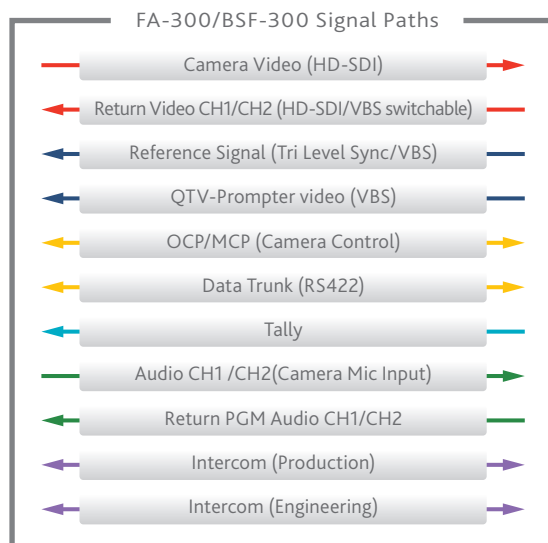 FA-300/BSF-300 Signal Paths
Camera Video (HD-SDI)
Return Video CH1/CH2 (HD-SDI/VBS switchable)
Reference Signal (Tri Level Sync/VBS)
QTV-Prompter video (VBS)
OCP/MCP (Camera Control)
Data Trunk (RS422)
Tally
Audio CH1 /CH2(Camera Mic Input)
Return PGM Audio CH1/CH2
Intercom (Production)
Intercom (Engineering)